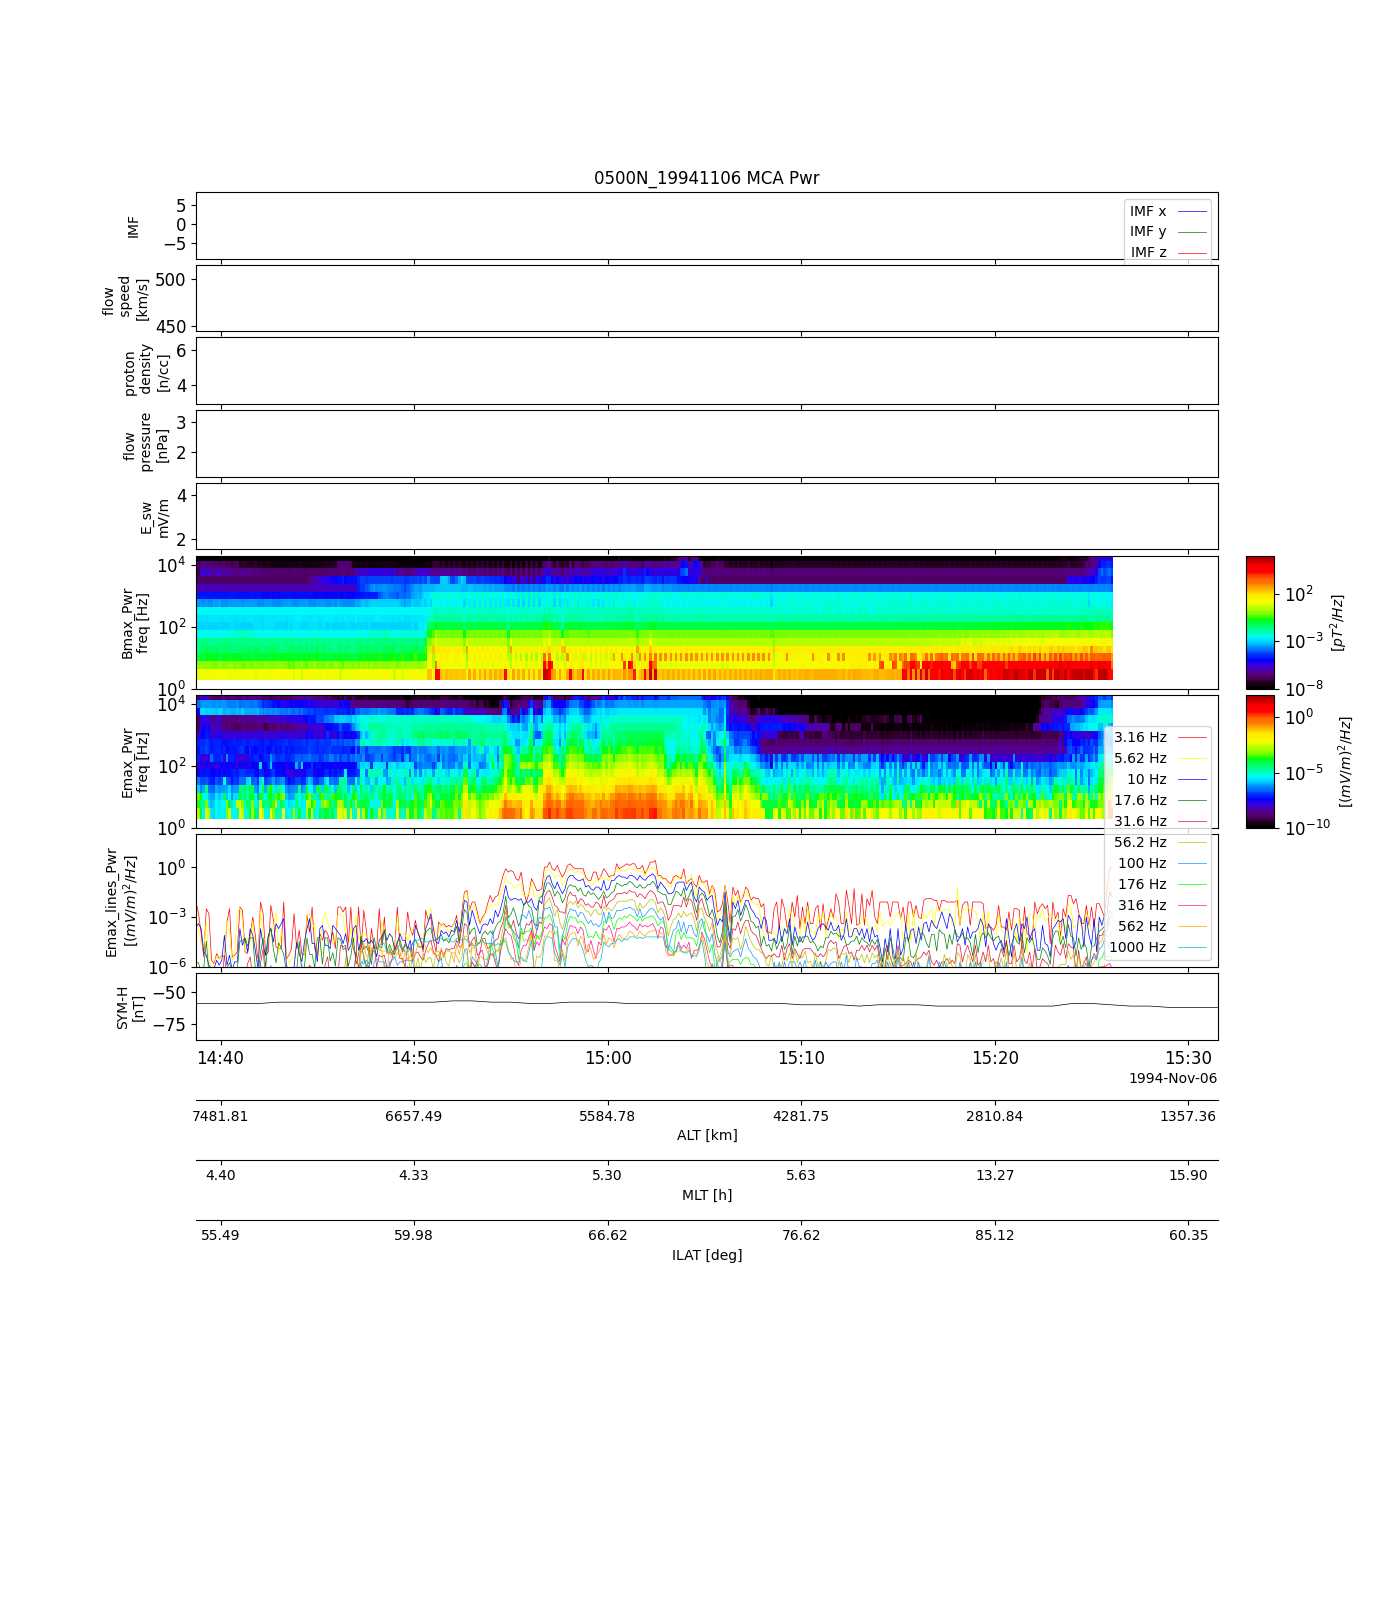 0500N_19941106 MCA Pwr
IMF
5
0
−5
IMF x
IMF y
IMF z
flow
speed
[km/s]
500
450
proton
density
[n/cc]
6
4
flow
pressure
[nPa]
3
2
E_sw
mV/m
4
2
Bmax_Pwr
freq [Hz]
10^4
10^2
10^0
10^2
10^−3
10^−8
[pT^2/Hz]
Emax_Pwr
freq [Hz]
10^4
10^2
10^0
10^0
10^−5
10^−10
[(mV/m)^2/Hz]
3.16 Hz
5.62 Hz
10 Hz
17.6 Hz
31.6 Hz
56.2 Hz
100 Hz
176 Hz
316 Hz
562 Hz
1000 Hz
Emax_lines_Pwr
[(mV/m)^2/Hz]
10^0
10^−3
10^−6
SYM-H
[nT]
−50
−75
14:40 14:50 15:00 15:10 15:20 15:30
1994-Nov-06
7481.81 6657.49 5584.78 4281.75 2810.84 1357.36
ALT [km]
4.40 4.33 5.30 5.63 13.27 15.90
MLT [h]
55.49 59.98 66.62 76.62 85.12 60.35
ILAT [deg]